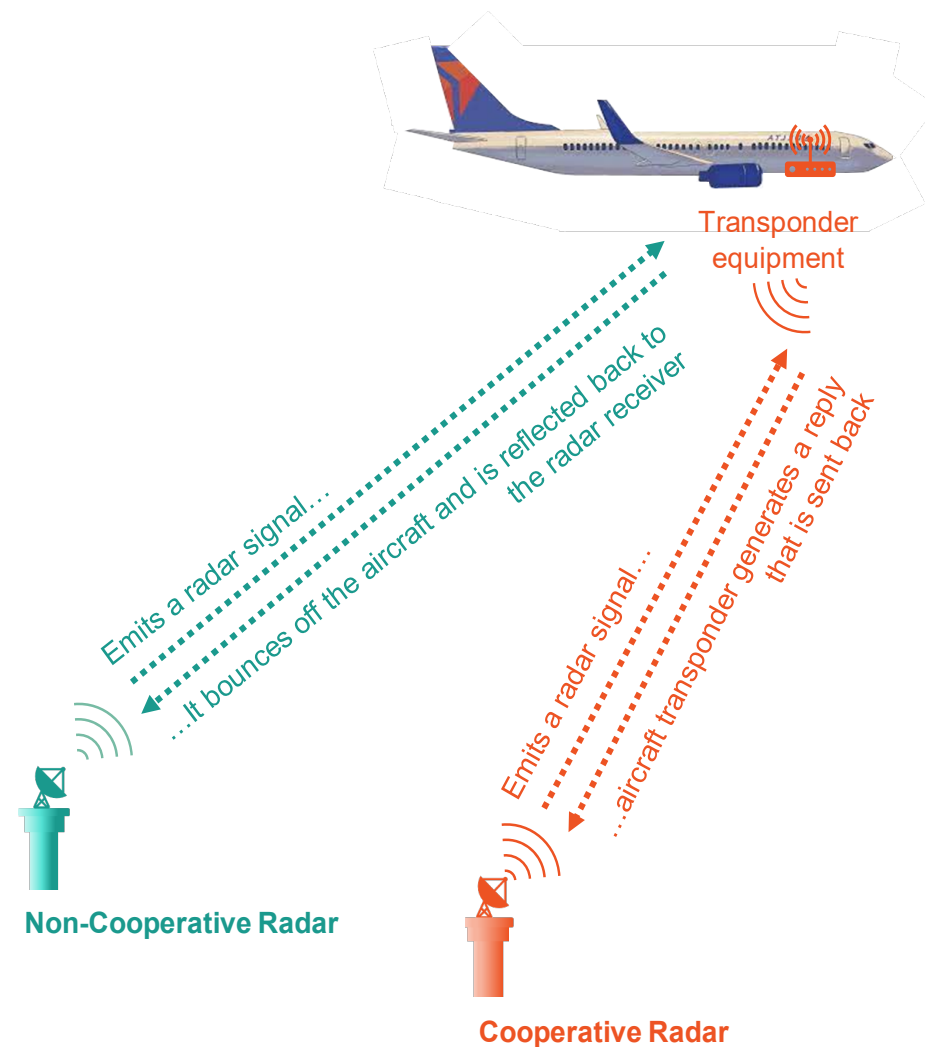 Transponder
equipment
Emits a radar signal…
…It bounces off the aircraft and is reflected back to
the radar receiver
Emits a radar signal…
…aircraft transponder generates a reply
that is sent back
Non-Cooperative Radar
Cooperative Radar